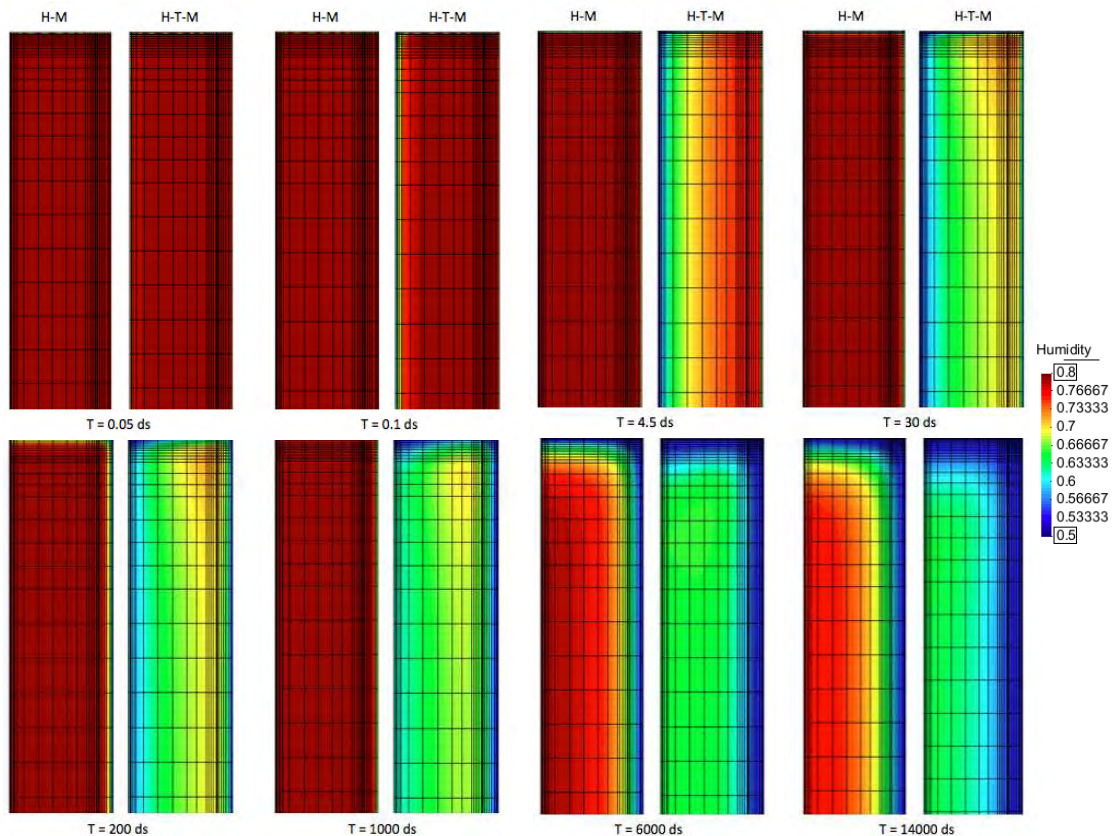 H-M H-T-M H-M H-T-M H-M H-T-M H-M H-T-M
T = 0.05 ds T = 0.1 ds T = 4.5 ds T = 30 ds
Humidity
0.8
0.76667
0.73333
0.7
0.66667
0.63333
0.6
0.56667
0.53333
0.5
T = 200 ds T = 1000 ds T = 6000 ds T = 14000 ds